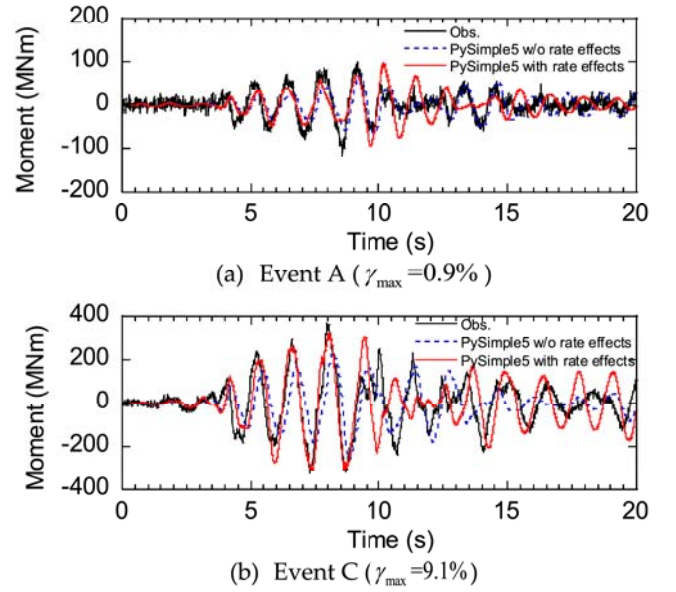 200
Obs.
PySimple5 w/o rate effects
100
PySimple5 with rate effects
Moment (MNm)
0
-100
-200
0 5 10 15 20
Time (s)
(a) Event A ( γmax =0.9% )
400
Obs.
PySimple5 w/o rate effects
200
PySimple5 with rate effects
Moment (MNm)
0
-200
-400
0 5 10 15 20
Time (s)
(b) Event C ( γmax =9.1%)